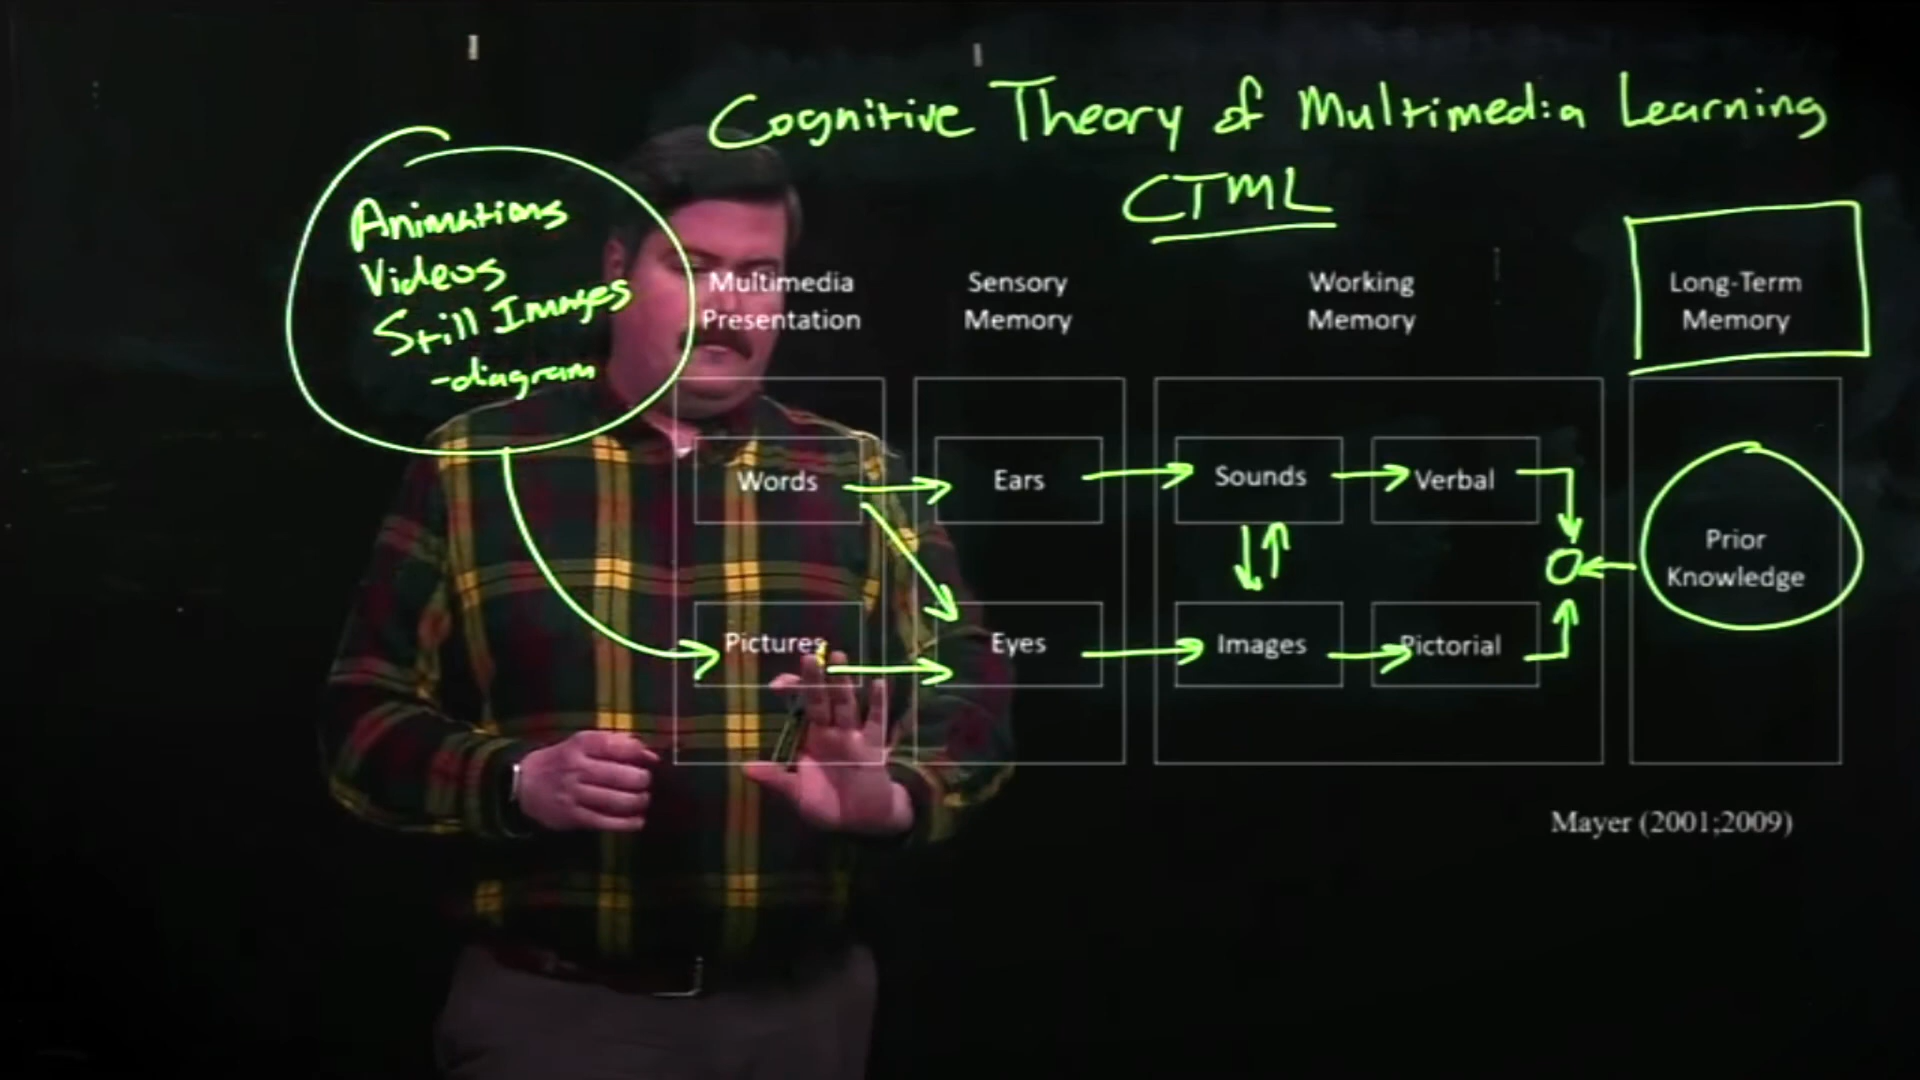 Cognitive Theory of Multimedia Learning
CTML
Animations
Videos
Still Images
-diagram
Multimedia
Presentation
Sensory
Memory
Working
Memory
Long-Term
Memory
Words
Ears
Sounds
Verbal
Prior
Knowledge
Pictures
Eyes
Images
Pictorial
Mayer (2001;2009)